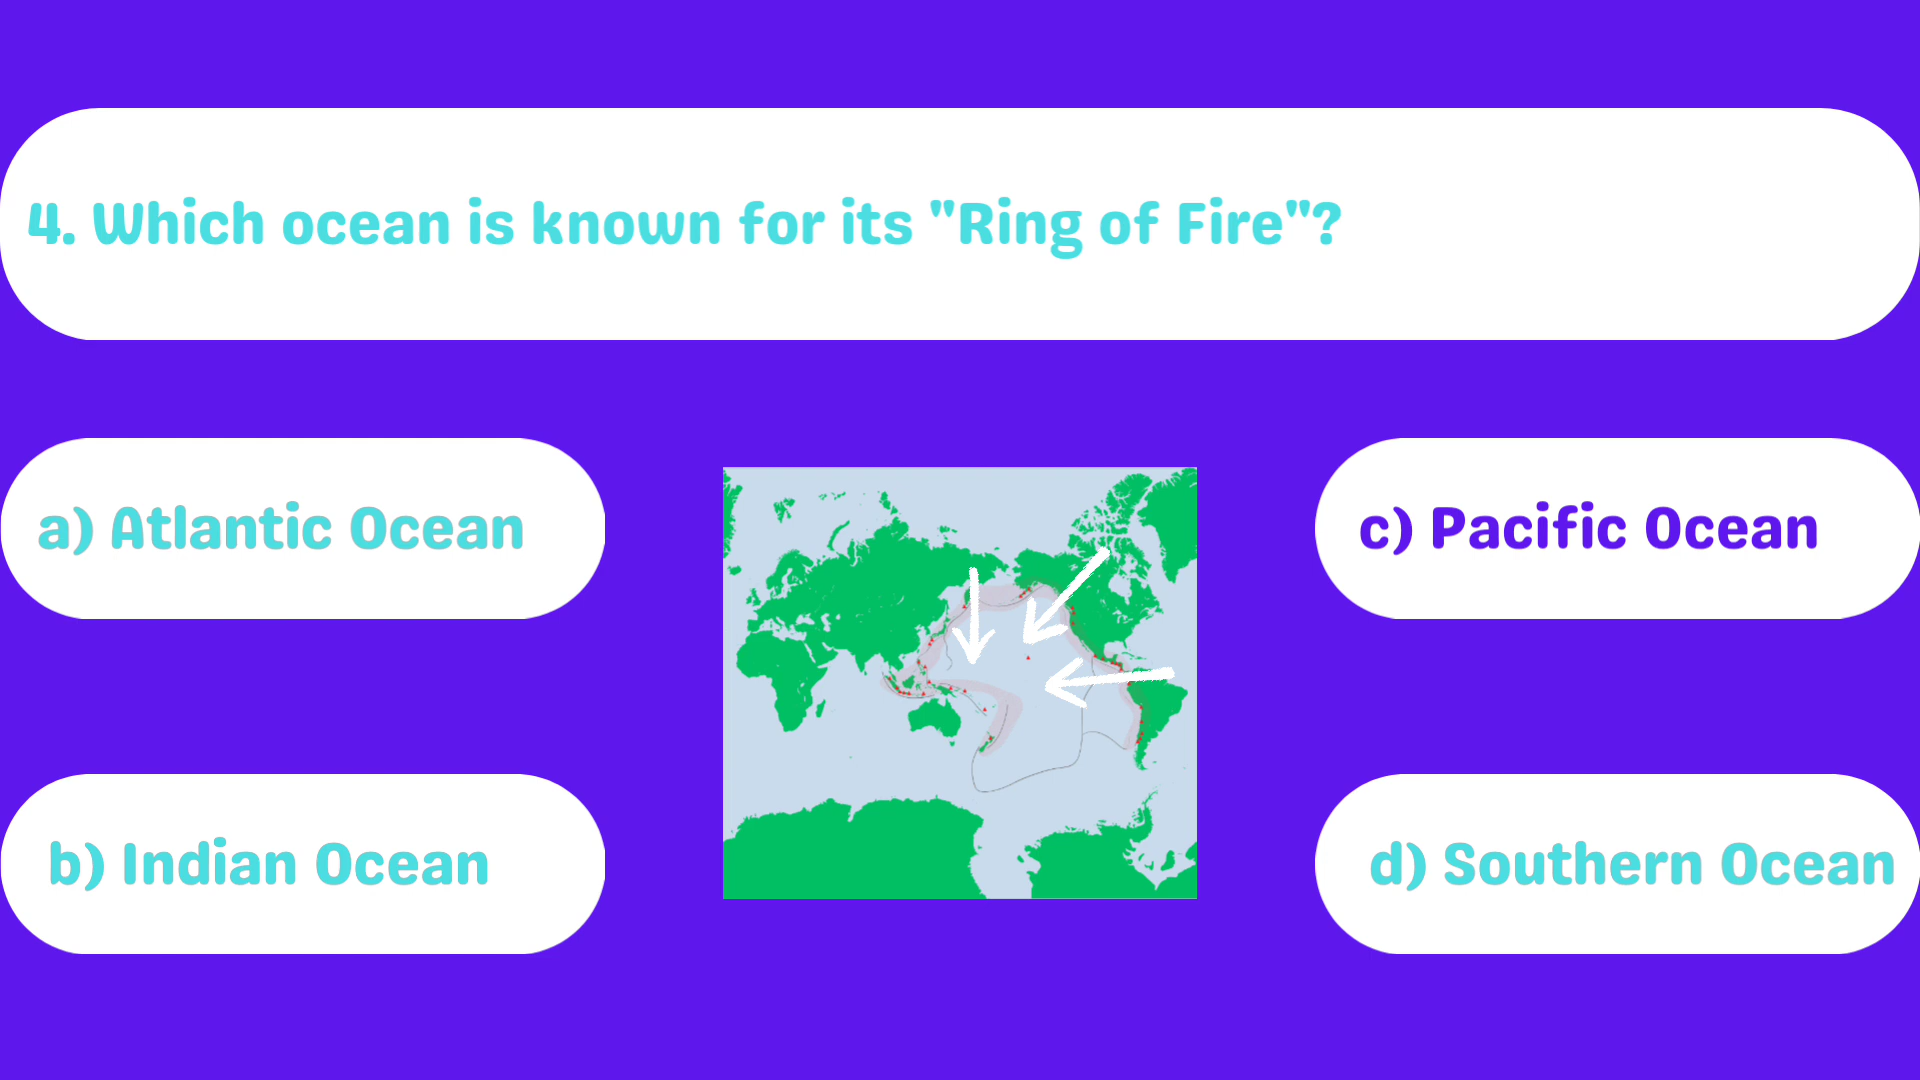 4. Which ocean is known for its "Ring of Fire"?
a) Atlantic Ocean
b) Indian Ocean
c) Pacific Ocean
d) Southern Ocean